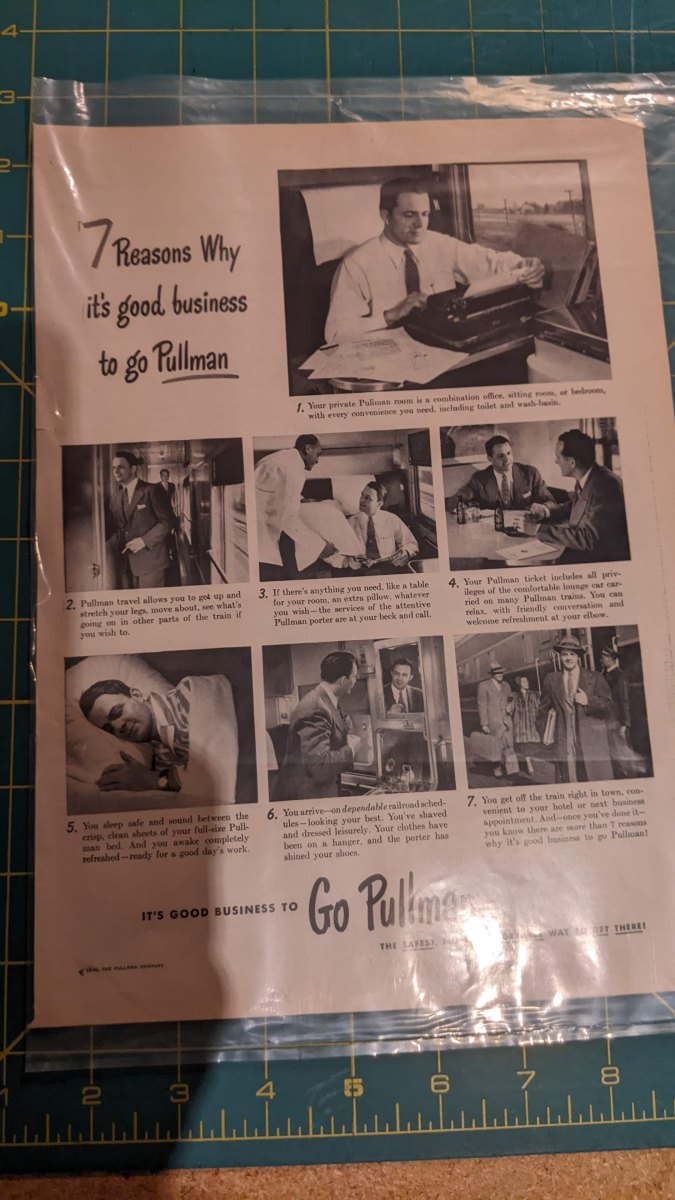 7 Reasons Why
it's good business
to go Pullman
1. Your private Pullman room is a combination office, sitting room, or bedroom,
with every convenience you need, including toilet and wash-basin.
2. Pullman travel allows you to get up and
stretch your legs, move about, see what's
going on in other parts of the train if
you wish to.
3. If there's anything you need, like a table
for your room, an extra pillow, whatever
you wish—the services of the attentive
Pullman porter are at your beck and call.
4. Your Pullman ticket includes all priv-
ileges of the comfortable lounge car car-
ried on many Pullman trains. You can
relax, with friendly conversation and
welcome refreshment at your elbow.
5. You sleep safe and sound between the
crisp, clean sheets of your full-size Pull-
man bed. And you awake completely
refreshed—ready for a good day's work.
6. You arrive—on dependable railroad sched-
ules—looking your best. You've shaved
and dressed leisurely. Your clothes have
been on a hanger, and the porter has
shined your shoes.
7. You get off the train right in town, con-
venient to your hotel or next business
appointment. And—once you've done it—
you know there are more than 7 reasons
why it's good business to go Pullman!
IT'S GOOD BUSINESS TO Go Pullman
THE SAFEST, WAY TO GET THERE!
THE PULLMAN COMPANY
4
3
2
1
0
1
2
3
4
5
6
7
8